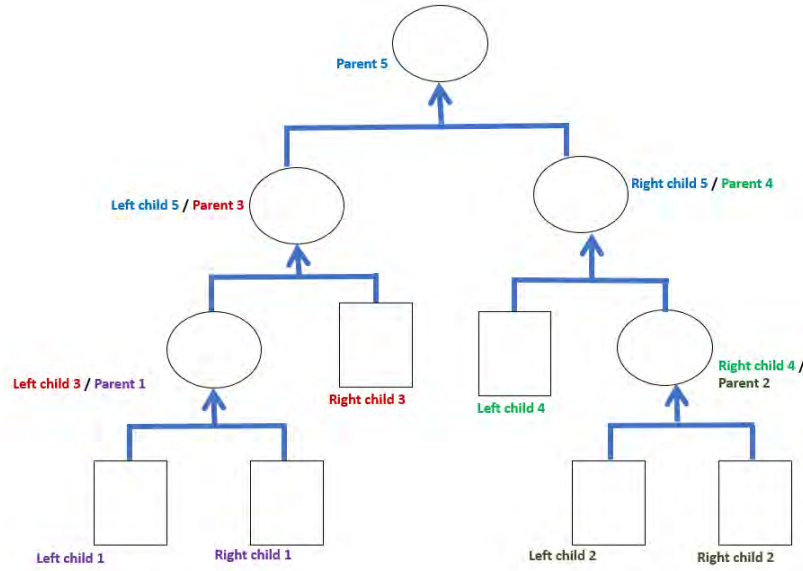 Parent 5
Left child 5 / Parent 3
Right child 5 / Parent 4
Left child 3 / Parent 1
Right child 3
Left child 4
Right child 4 /
Parent 2
Left child 1
Right child 1
Left child 2
Right child 2